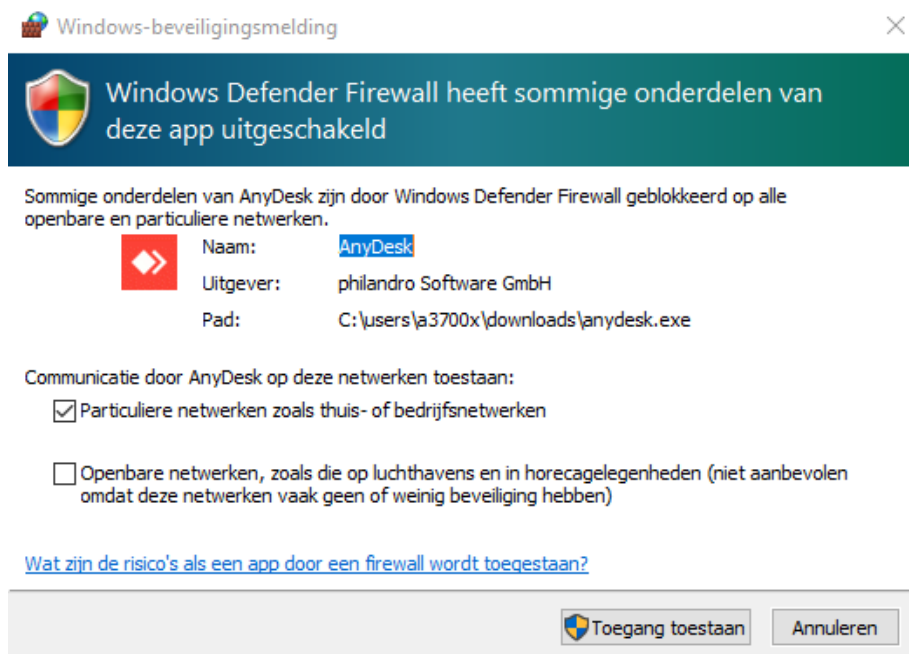 Windows-beveiligingsmelding
Windows Defender Firewall heeft sommige onderdelen van
deze app uitgeschakeld
Sommige onderdelen van AnyDesk zijn door Windows Defender Firewall geblokkeerd op alle
openbare en particuliere netwerken.
Naam: AnyDesk
Uitgever: philandro Software GmbH
Pad: C:\users\a3700x\downloads\anydesk.exe
Communicatie door AnyDesk op deze netwerken toestaan:
Particuliere netwerken zoals thuis- of bedrijfsnetwerken
Openbare netwerken, zoals die op luchthavens en in horecagelegenheden (niet aanbevolen
omdat deze netwerken vaak geen of weinig beveiliging hebben)
Wat zijn de risico's als een app door een firewall wordt toegestaan?
Toegang toestaan Annuleren